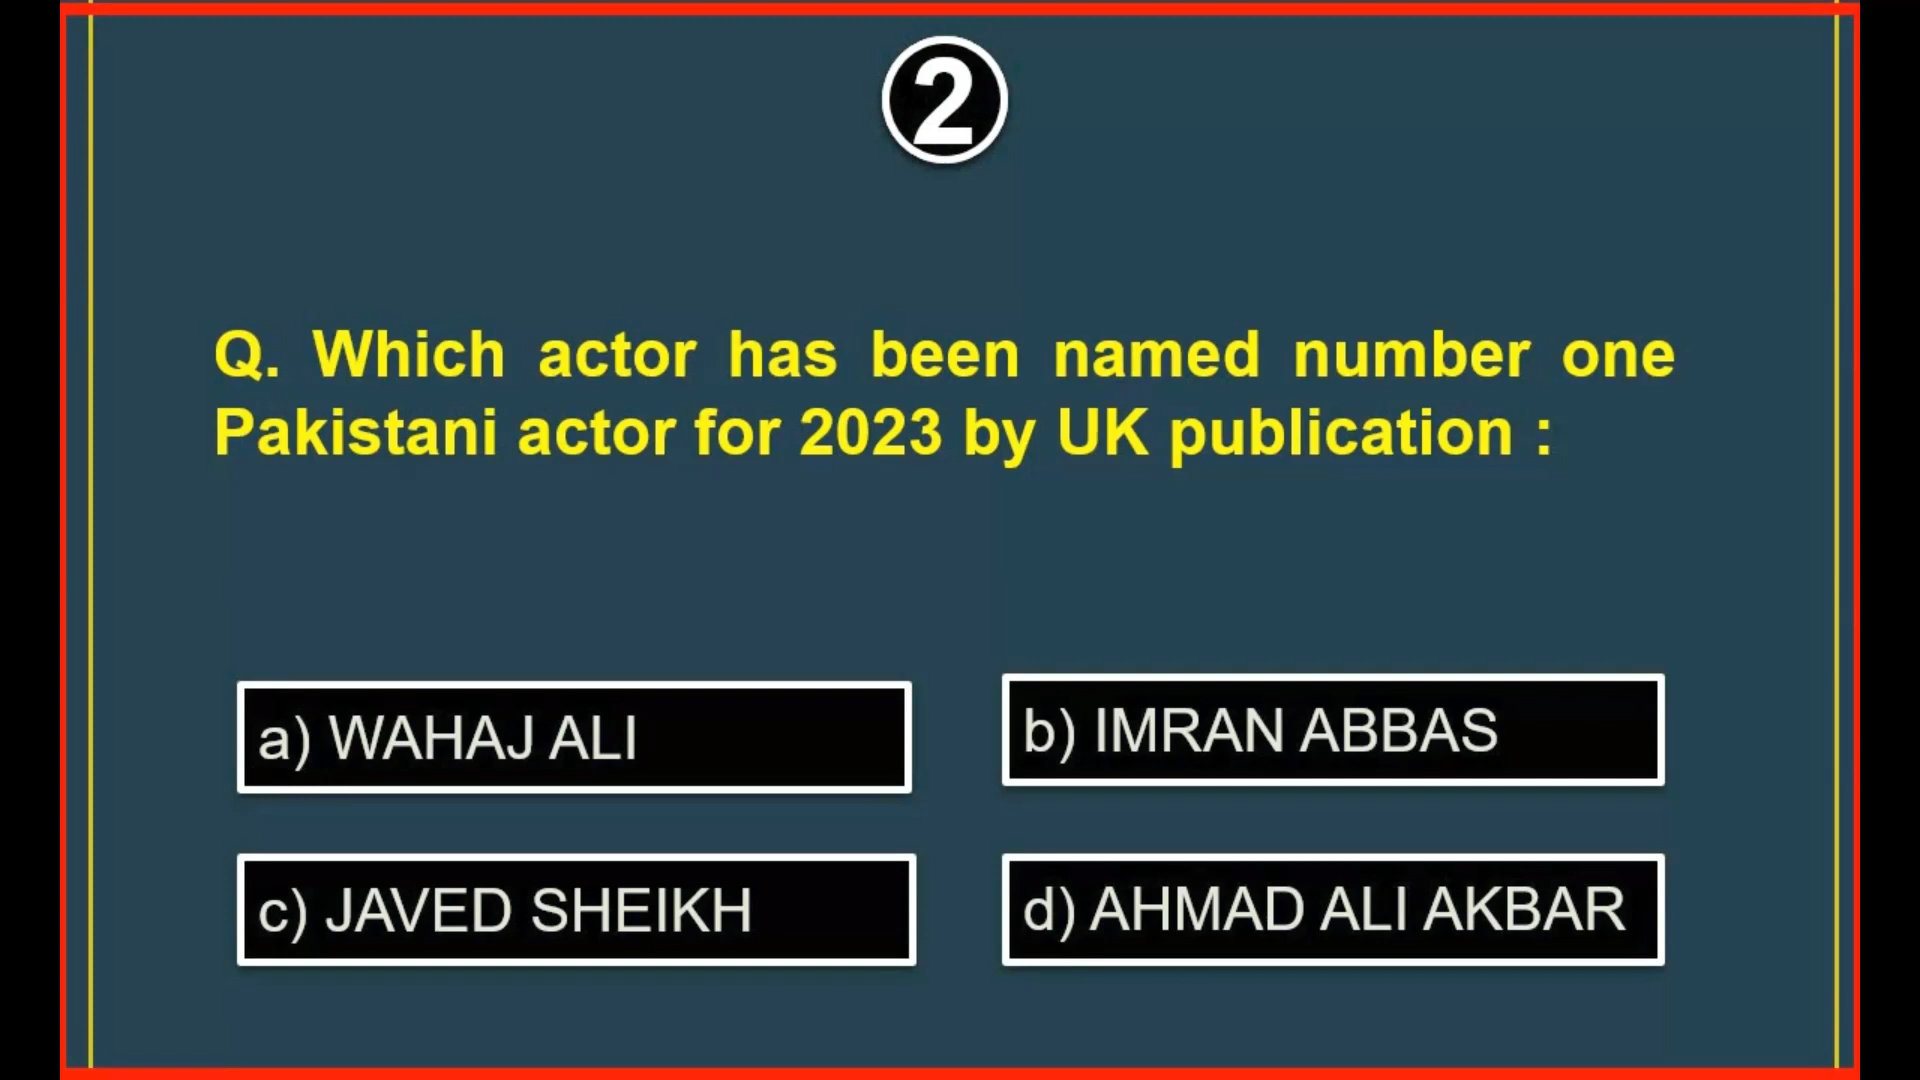 2
Q. Which actor has been named number one
Pakistani actor for 2023 by UK publication :
a) WAHAJ ALI
b) IMRAN ABBAS
c) JAVED SHEIKH
d) AHMAD ALI AKBAR